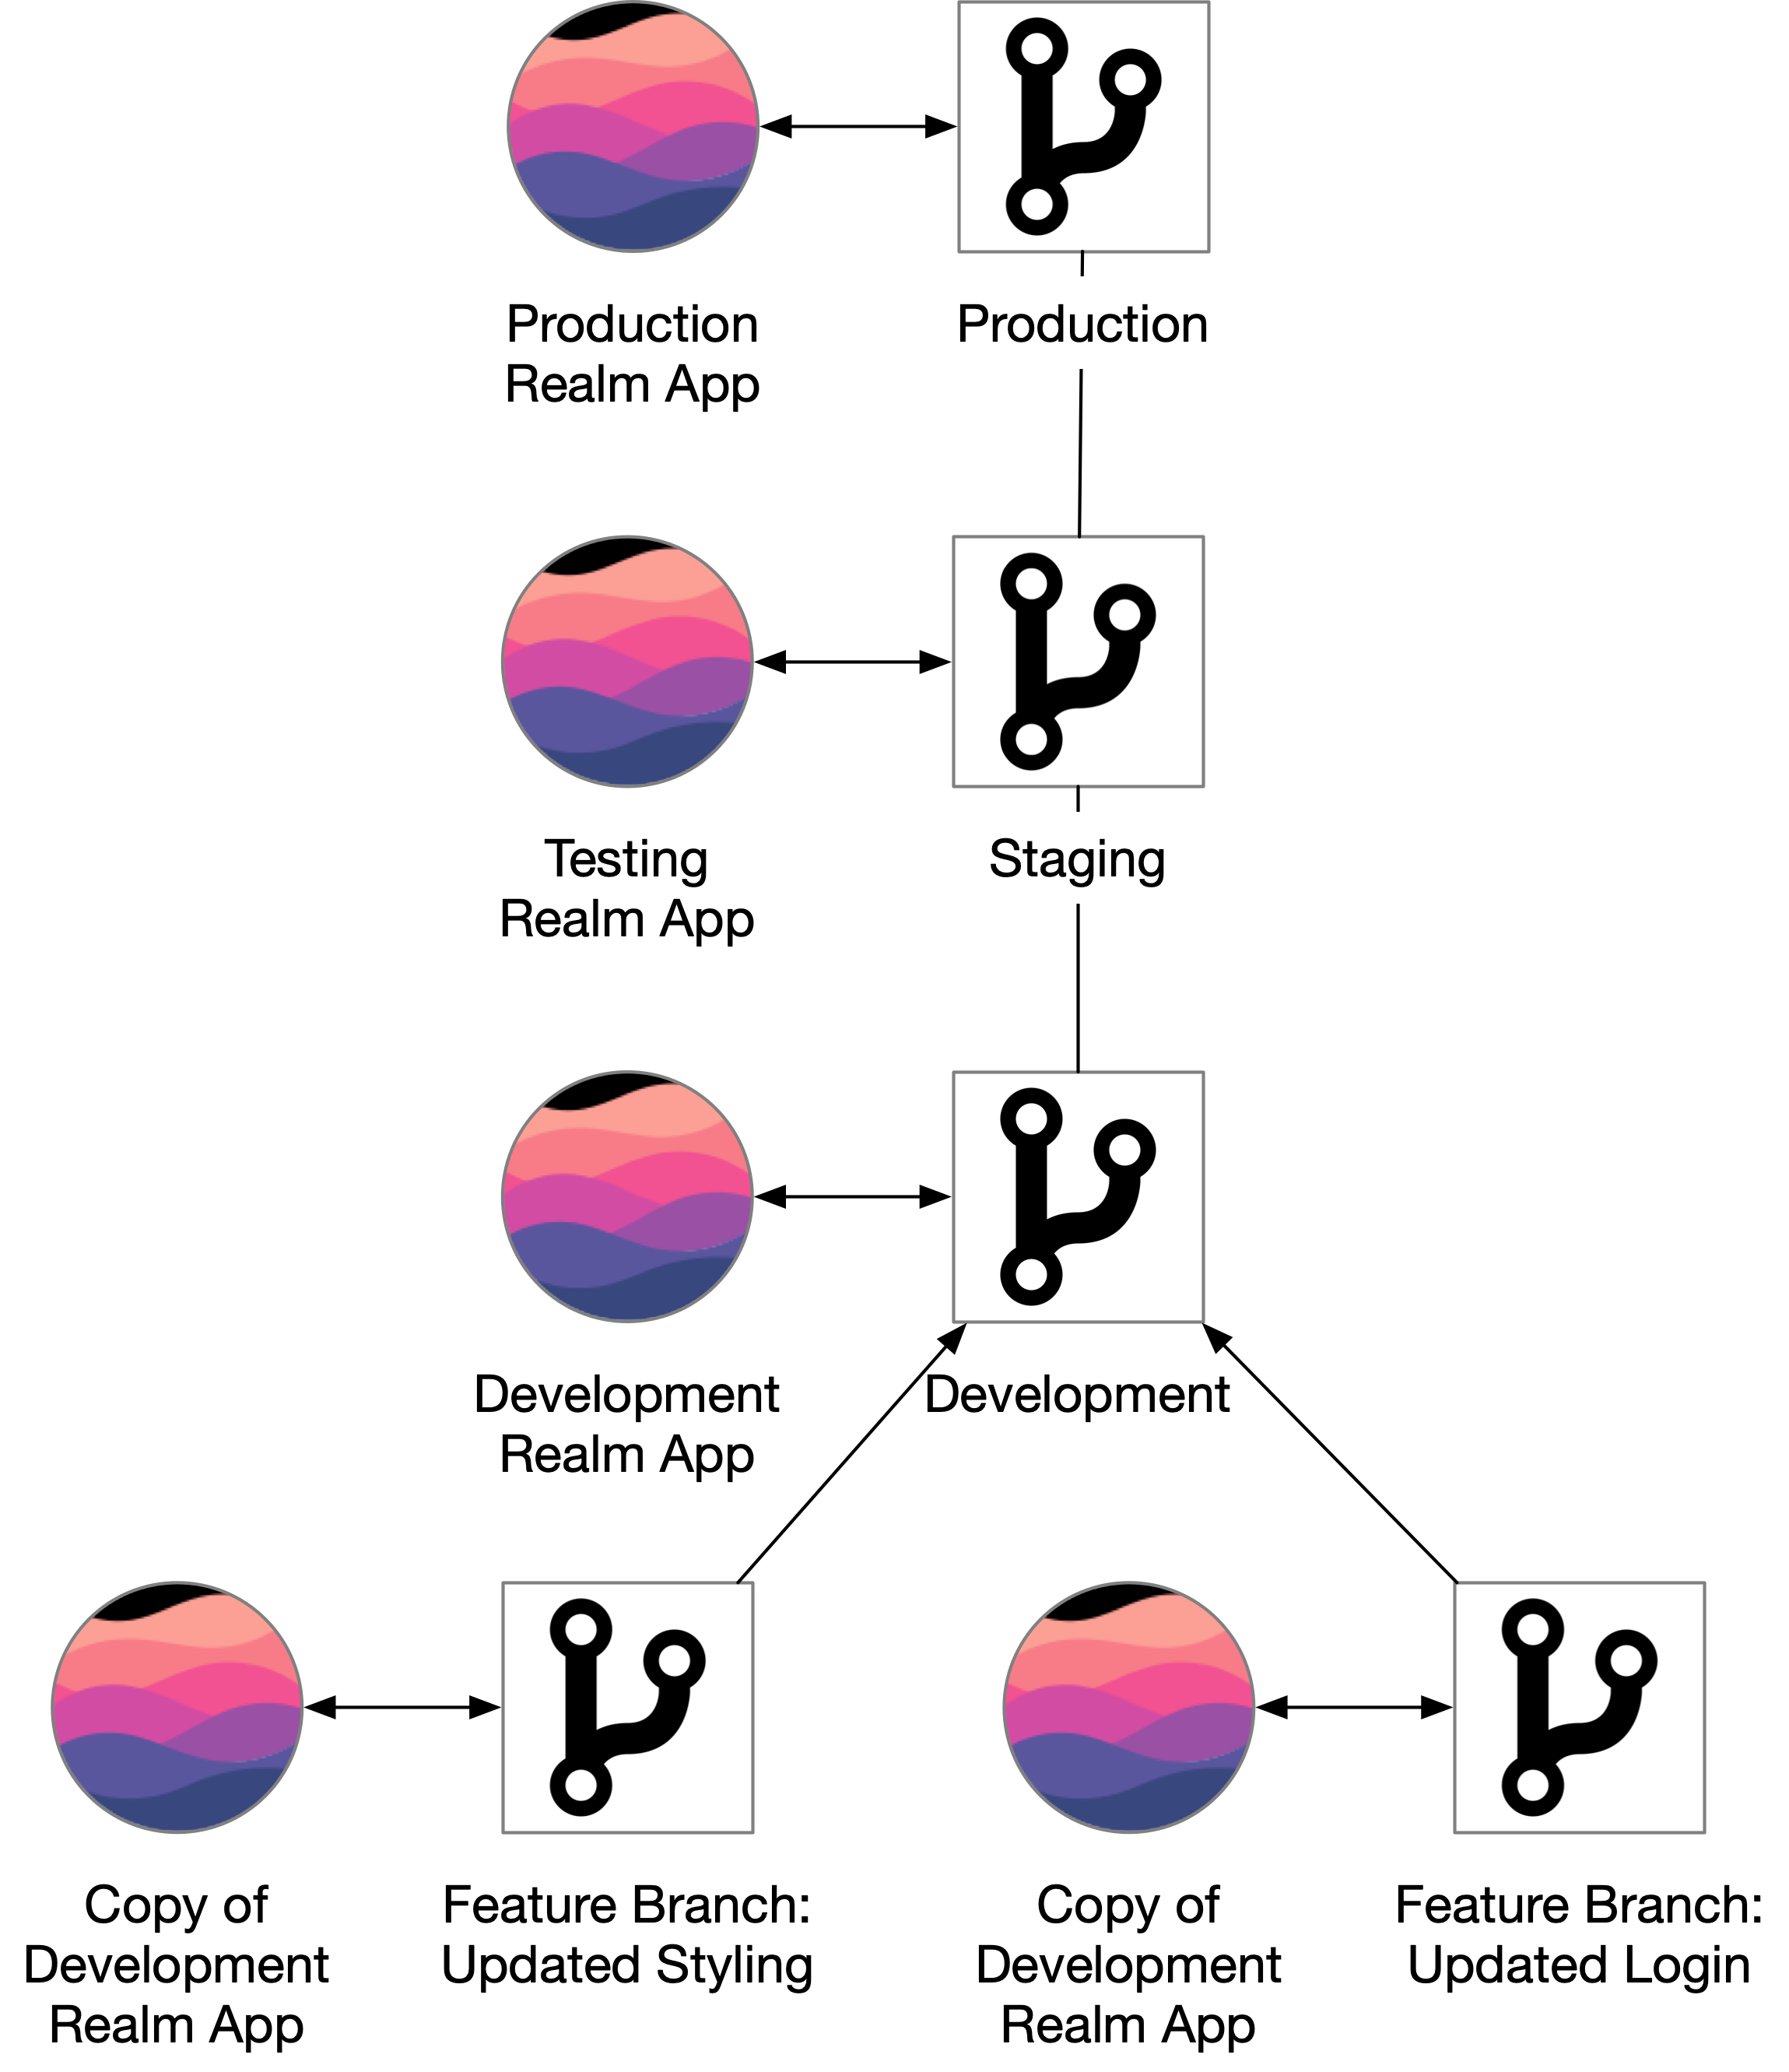 Production
Realm App
Production
Testing
Realm App
Staging
Development
Realm App
Development
Copy of
Development
Realm App
Feature Branch:
Updated Styling
Copy of
Development
Realm App
Feature Branch:
Updated Login